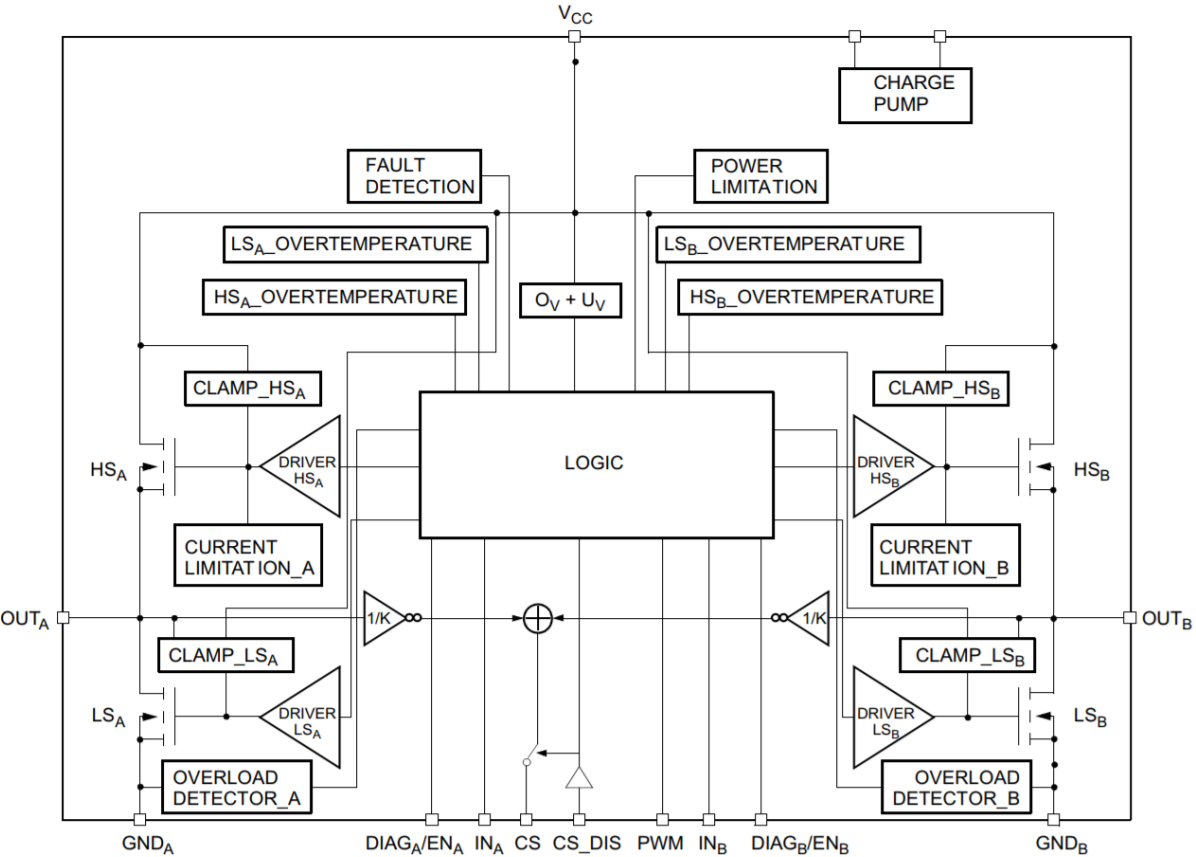 VCC
CHARGE
PUMP
FAULT
DETECTION
POWER
LIMITATION
LSA_OVERTEMPERATURE
LSB_OVERTEMPERATURE
HSA_OVERTEMPERATURE
OV + UV
HSB_OVERTEMPERATURE
CLAMP_HSA
CLAMP_HSB
LOGIC
HSA
DRIVER
HSA
DRIVER
HSB
HSB
CURRENT
LIMITATION_A
CURRENT
LIMITATION_B
OUTA
1/K
1/K
OUTB
CLAMP_LSA
CLAMP_LSB
LSA
DRIVER
LSA
DRIVER
LSB
LSB
OVERLOAD
DETECTOR_A
OVERLOAD
DETECTOR_B
GNDA
DIAGA/ENA
INA
CS
CS_DIS
PWM
INB
DIAGB/ENB
GNDB